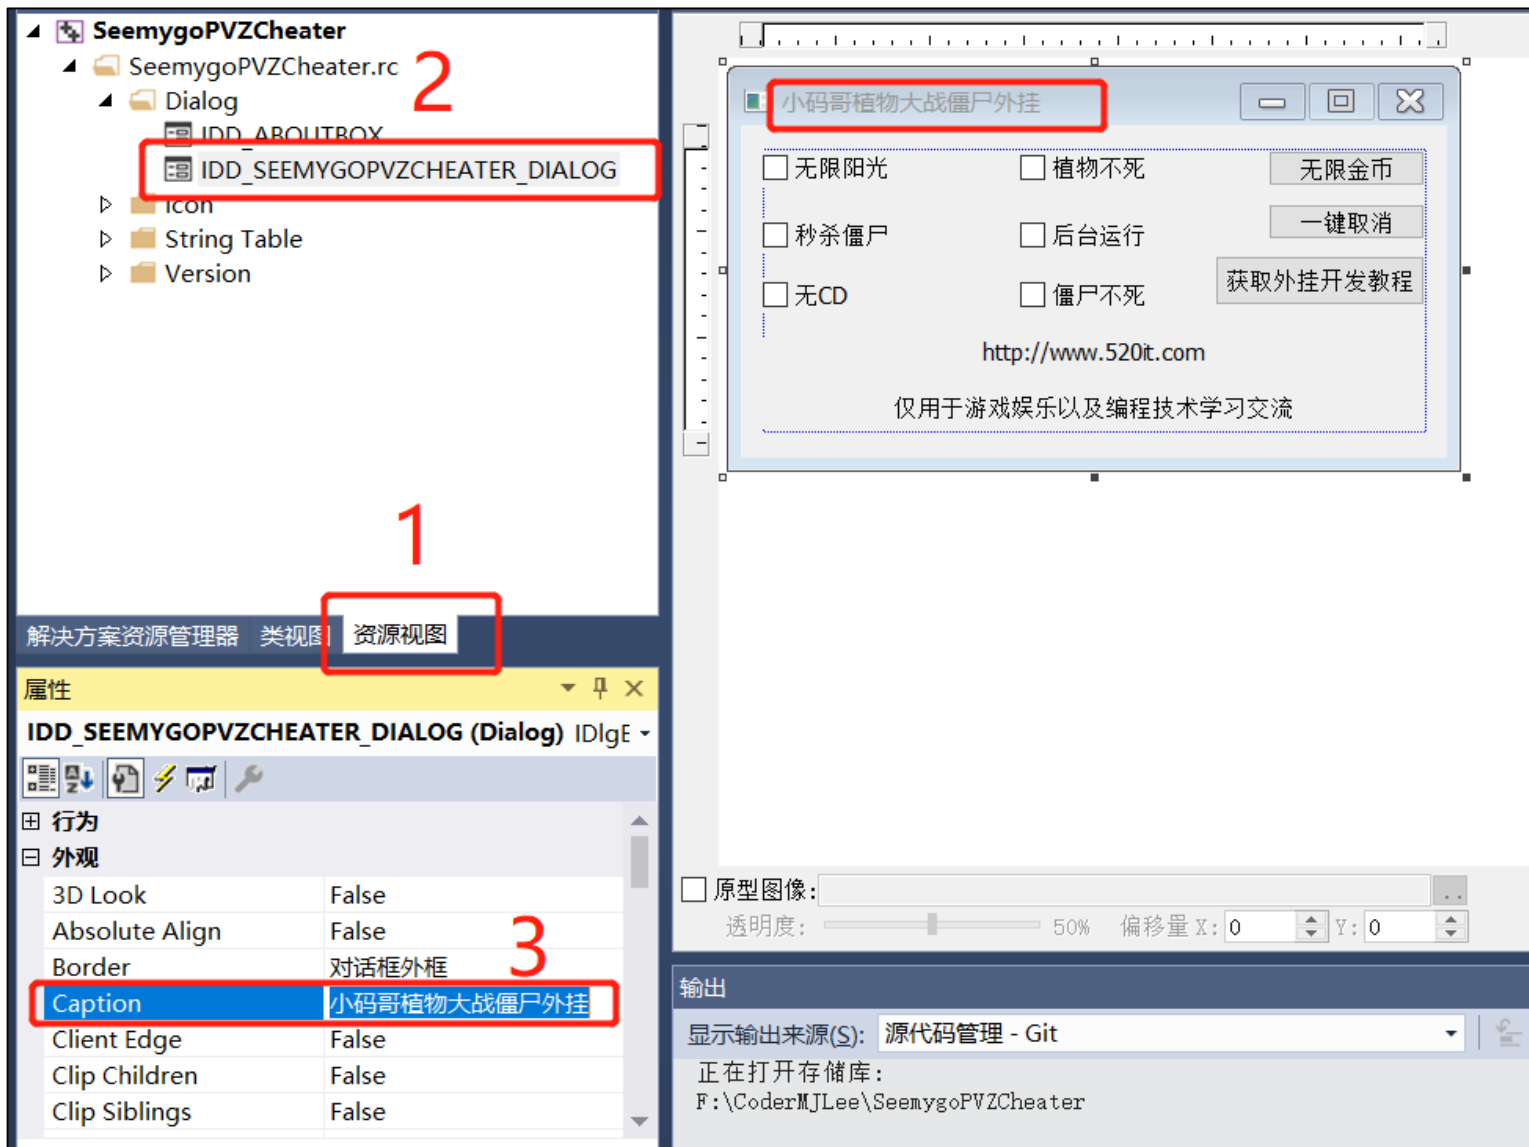 SeemygoPVZCheater
SeemygoPVZCheater.rc
2
Dialog
IDD_ABOUTBOX
IDD_SEEMYGOPVZCHEATER_DIALOG
Icon
String Table
Version
1
解决方案资源管理器 类视图 资源视图
属性
IDD_SEEMYGOPVZCHEATER_DIALOG (Dialog) IDlgE
行为
外观
3D Look False
Absolute Align False
3
Border 对话框外框
Caption 小码哥植物大战僵尸外挂
Client Edge False
Clip Children False
Clip Siblings False
小码哥植物大战僵尸外挂
无限阳光 植物不死 无限金币
秒杀僵尸 后台运行 一键取消
无CD 僵尸不死 获取外挂开发教程
http://www.520it.com
仅用于游戏娱乐以及编程技术学习交流
原型图像: ..
透明度: 50% 偏移量 X: 0 Y: 0
输出
显示输出来源(S): 源代码管理 - Git
正在打开存储库:
F:\CoderMJLee\SeemygoPVZCheater